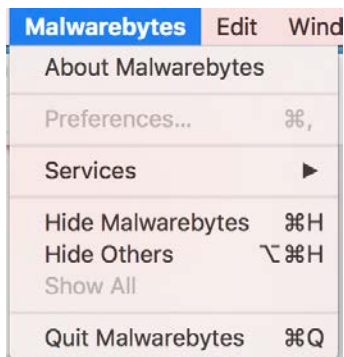 Malwarebytes Edit Wind
About Malwarebytes
Preferences... ⌘,
Services ▶
Hide Malwarebytes ⌘H
Hide Others ⌥⌘H
Show All
Quit Malwarebytes ⌘Q